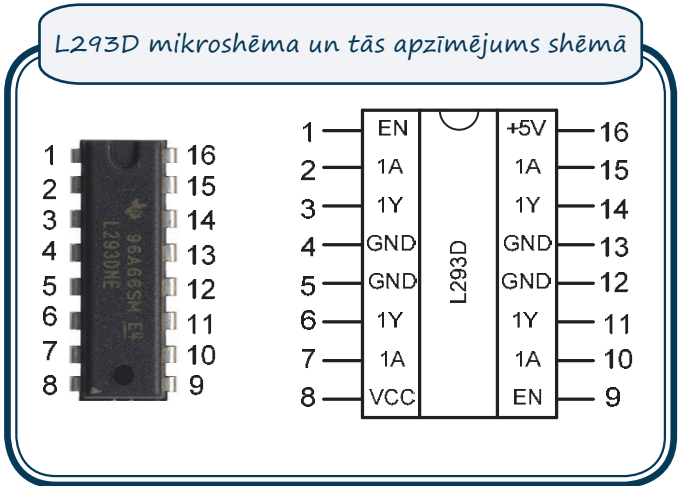 L293D mikroshēma un tās apzīmējums shēmā
1 16
2 15
3 14
4 13
5 12
6 11
7 10
8 9
96A66SM E4
L293DNE
1 EN +5V 16
2 1A 1A 15
3 1Y 1Y 14
4 GND GND 13
5 GND GND 12
6 1Y 1Y 11
7 1A 1A 10
8 VCC EN 9
L293D